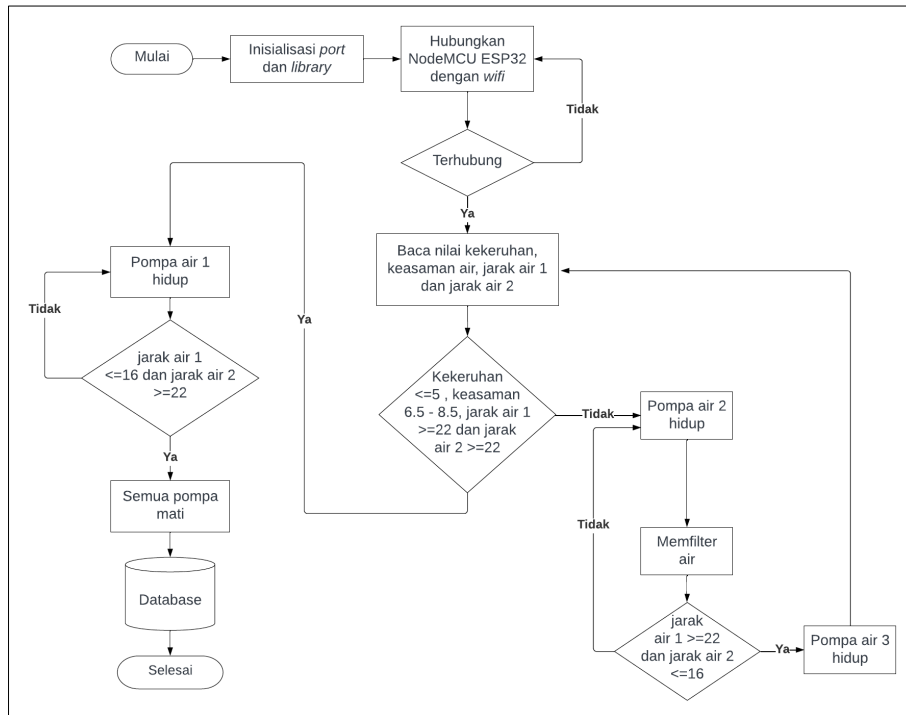 Mulai
Inisialisasi port
dan library
Hubungkan
NodeMCU ESP32
dengan wifi
Tidak
Terhubung
Ya
Baca nilai kekeruhan,
keasaman air, jarak air 1
dan jarak air 2
Kekeruhan
<=5 , keasaman
6.5 - 8.5, jarak air 1
>=22 dan jarak
air 2 >=22
Ya
Pompa air 1
hidup
Tidak
jarak air 1
<=16 dan jarak air 2
>=22
Ya
Semua pompa
mati
Database
Selesai
Tidak
Pompa air 2
hidup
Memfilter
air
Tidak
jarak
air 1 >=22
dan jarak air 2
<=16
Ya
Pompa air 3
hidup